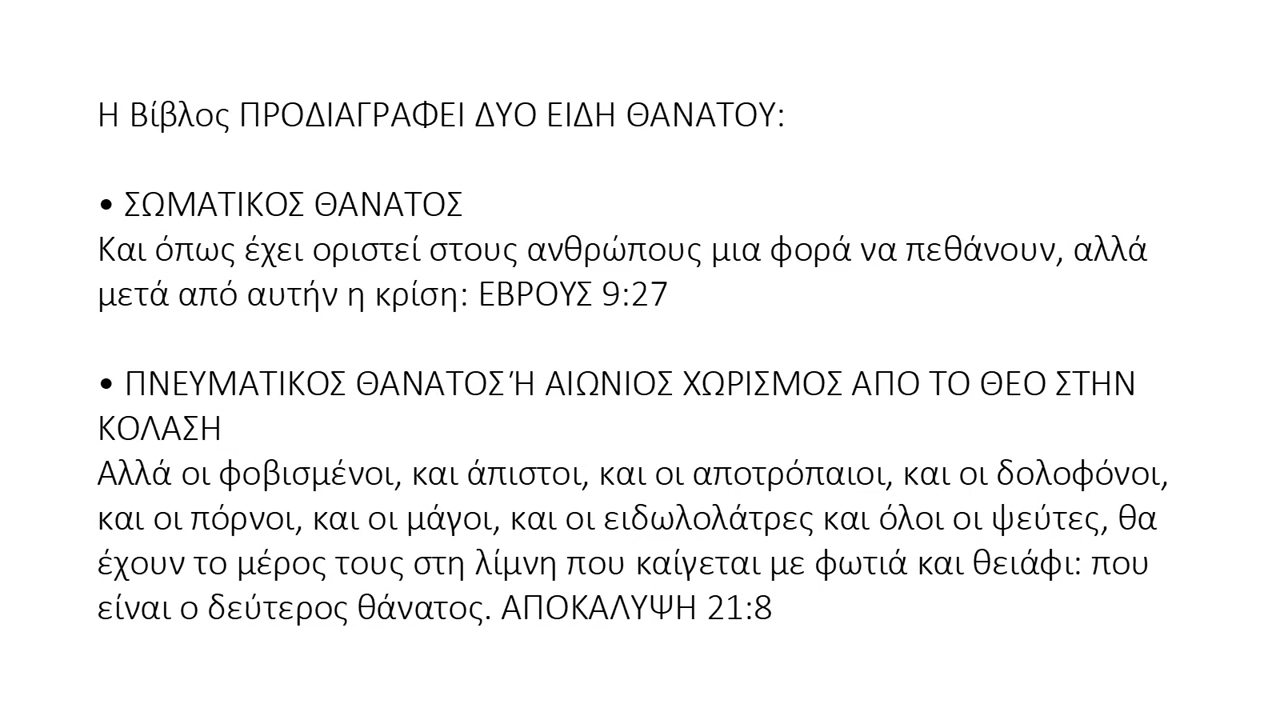 Η Βίβλος ΠΡΟΔΙΑΓΡΑΦΕΙ ΔΥΟ ΕΙΔΗ ΘΑΝΑΤΟΥ:
• ΣΩΜΑΤΙΚΟΣ ΘΑΝΑΤΟΣ
Και όπως έχει οριστεί στους ανθρώπους μια φορά να πεθάνουν, αλλά
μετά από αυτήν η κρίση: ΕΒΡΟΥΣ 9:27
• ΠΝΕΥΜΑΤΙΚΟΣ ΘΑΝΑΤΟΣ Ή ΑΙΩΝΙΟΣ ΧΩΡΙΣΜΟΣ ΑΠΟ ΤΟ ΘΕΟ ΣΤΗΝ
ΚΟΛΑΣΗ
Αλλά οι φοβισμένοι, και άπιστοι, και οι αποτρόπαιοι, και οι δολοφόνοι,
και οι πόρνοι, και οι μάγοι, και οι ειδωλολάτρες και όλοι οι ψεύτες, θα
έχουν το μέρος τους στη λίμνη που καίγεται με φωτιά και θειάφι: που
είναι ο δεύτερος θάνατος. ΑΠΟΚΑΛΥΨΗ 21:8